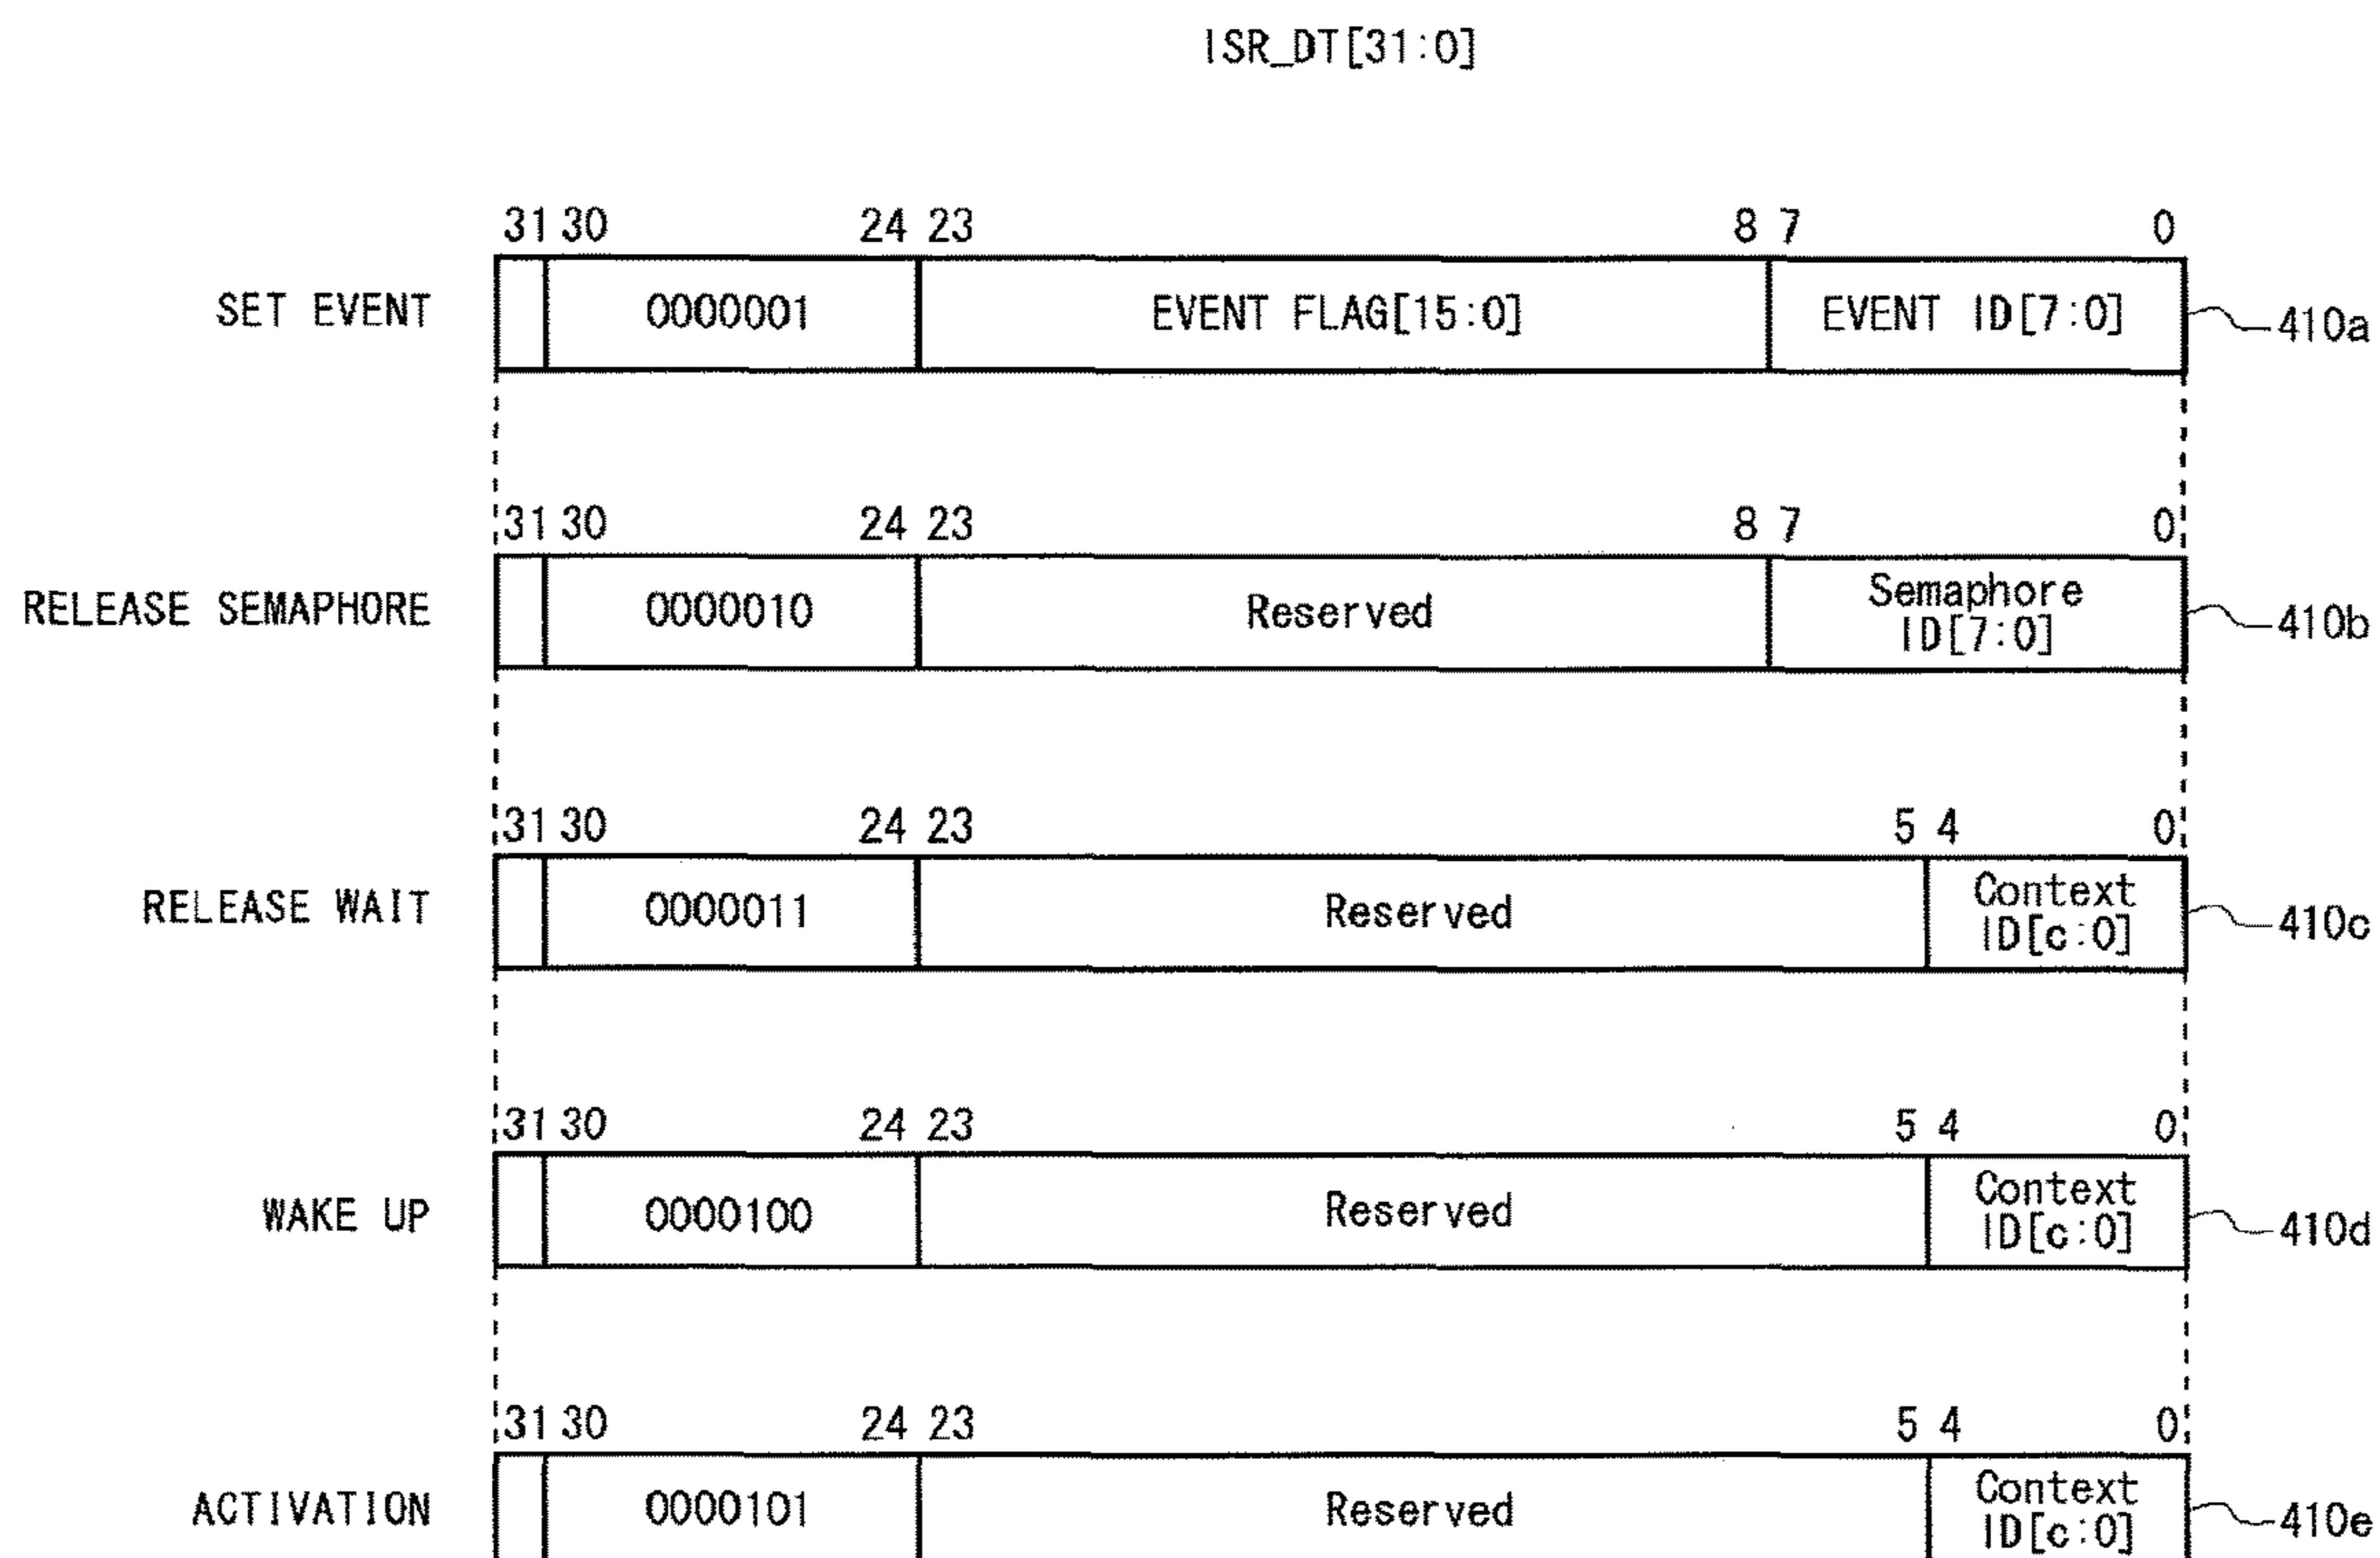 ISR_DT[31:0]
31 30 24 23 8 7 0
SET EVENT 0000001 EVENT FLAG[15:0] EVENT ID[7:0] 410a
31 30 24 23 8 7 0
RELEASE SEMAPHORE 0000010 Reserved Semaphore
ID[7:0] 410b
31 30 24 23 5 4 0
RELEASE WAIT 0000011 Reserved Context
ID[c:0] 410c
31 30 24 23 5 4 0
WAKE UP 0000100 Reserved Context
ID[c:0] 410d
31 30 24 23 5 4 0
ACTIVATION 0000101 Reserved Context
ID[c:0] 410e